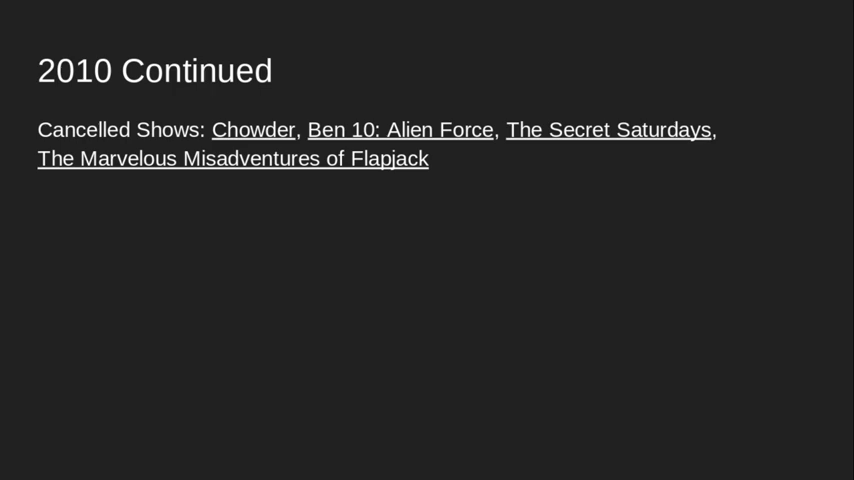 2010 Continued
Cancelled Shows: Chowder, Ben 10: Alien Force, The Secret Saturdays,
The Marvelous Misadventures of Flapjack